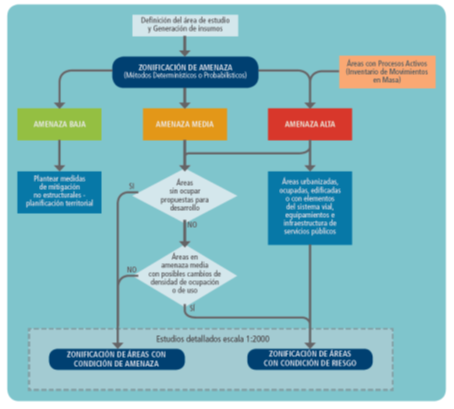 Definición del área de estudio
y Generación de insumos
ZONIFICACIÓN DE AMENAZA
(Métodos Determinísticos o Probabilísticos)
Áreas con Procesos Activos
(Inventario de Movimientos
en Masa)
AMENAZA BAJA
AMENAZA MEDIA
AMENAZA ALTA
Plantear medidas
de mitigación
no estructurales -
planificación territorial
SI
Áreas
sin ocupar
propuestas para
desarrollo
NO
Áreas urbanizadas,
ocupadas, edificadas
o con elementos
del sistema vial,
equipamientos e
infraestructura de
servicios públicos
NO
Áreas en
amenaza media
con posibles cambios de
densidad de ocupación
o de uso
SÍ
Estudios detallados escala 1:2000
ZONIFICACIÓN DE ÁREAS CON
CONDICIÓN DE AMENAZA
ZONIFICACIÓN DE ÁREAS
CON CONDICIÓN DE RIESGO